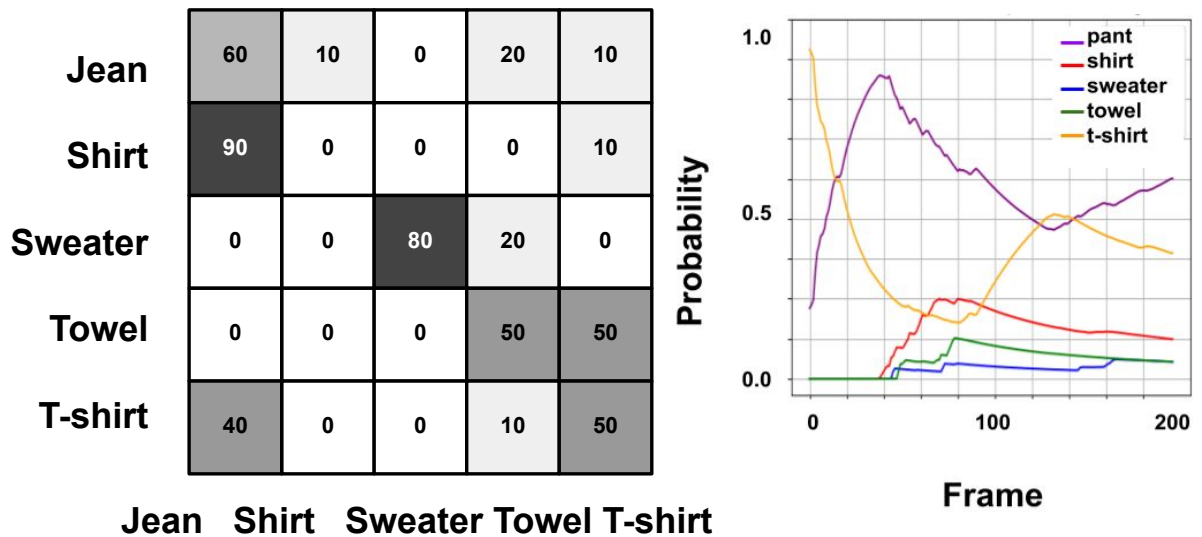 Jean 60 10 0 20 10
Shirt 90 0 0 0 10
Sweater 0 0 80 20 0
Towel 0 0 0 50 50
T-shirt 40 0 0 10 50
Jean Shirt Sweater Towel T-shirt
pant
shirt
sweater
towel
t-shirt
Probability
1.0
0.5
0.0
0 100 200
Frame